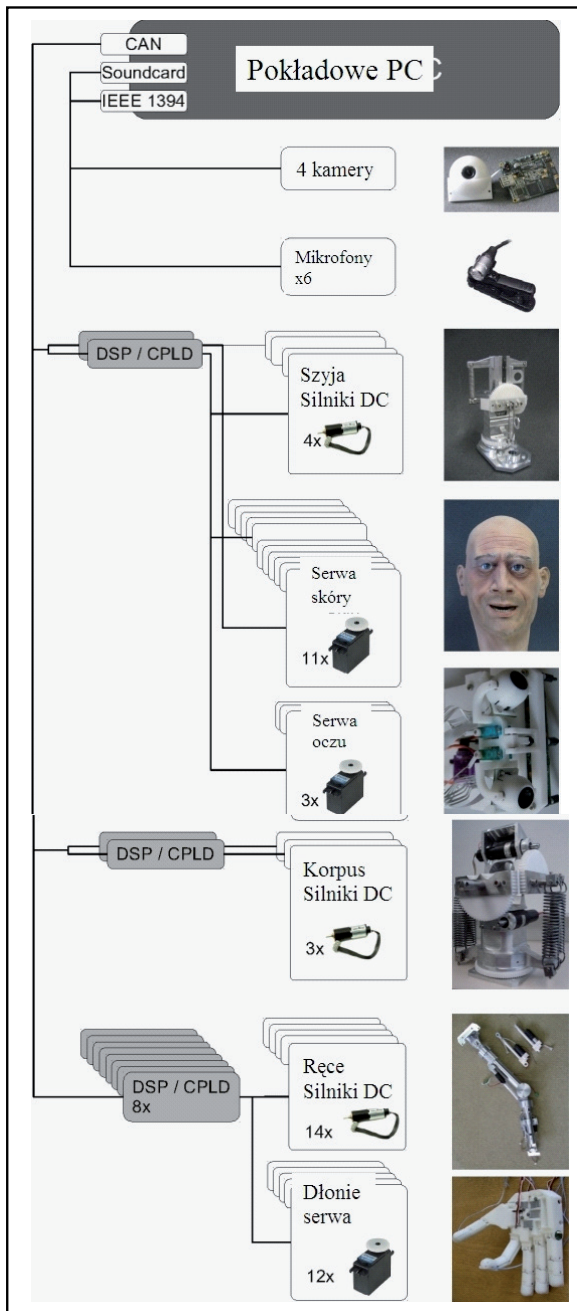 CAN
Soundcard
IEEE 1394
Pokładowe PC
4 kamery
Mikrofony
x6
DSP / CPLD
Szyja
Silniki DC
4x
Serwa
skóry
11x
Serwa
oczu
3x
DSP / CPLD
Korpus
Silniki DC
3x
DSP / CPLD
8x
Ręce
Silniki DC
14x
Dłonie
serwa
12x